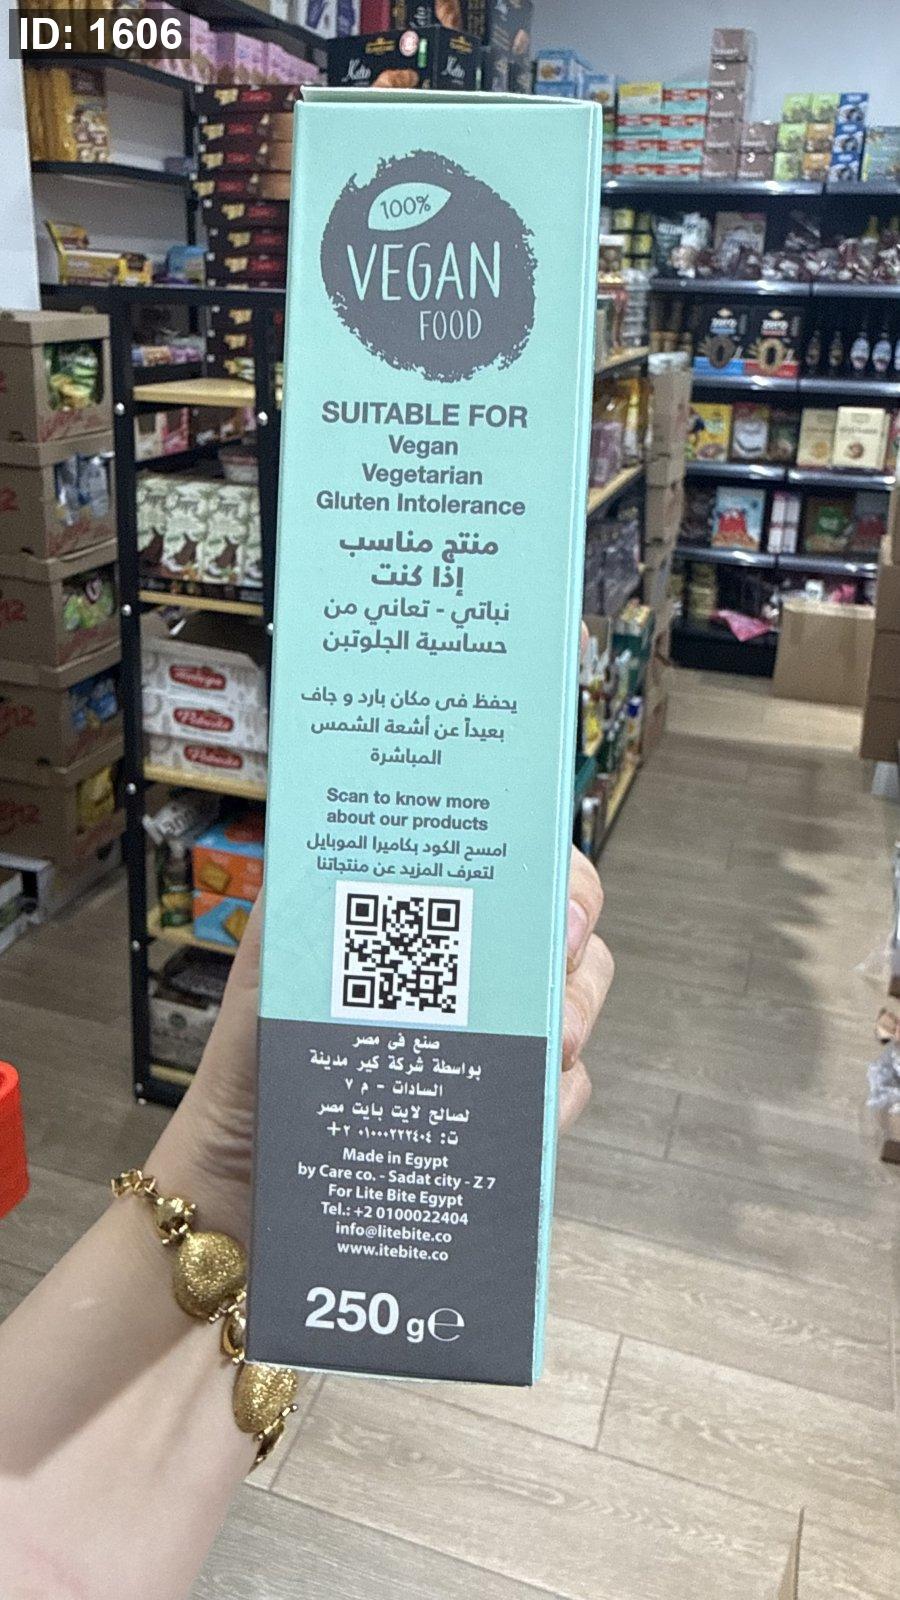 ID: 1606
100%
VEGAN
FOOD
SUITABLE FOR
Vegan
Vegetarian
Gluten Intolerance
منتج مناسب
إذا كنت
نباتي - تعاني من
حساسية الجلوتين
يحفظ فى مكان بارد و جاف
بعيداً عن أشعة الشمس
المباشرة
Scan to know more
about our products
امسح الكود بكاميرا الموبايل
لتعرف المزيد عن منتجاتنا
صنع فى مصر
بواسطة شركة كير مدينة
السادات - م ٧
لصالح لايت بايت مصر
ت: ٠١٠٠٠٢٢٢٤٠٤ ٢+
Made in Egypt
by Care co. - Sadat city - Z 7
For Lite Bite Egypt
Tel.: +2 0100022404
info@litebite.co
www.itebite.co
250 g℮
Keto